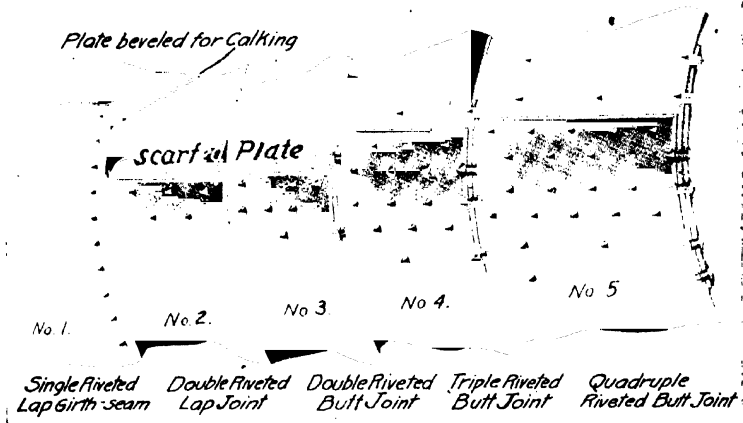 Plate beveled for Calking
scarf Plate
No. 1.
No. 2.
No 3.
No 4.
No 5
Single Riveted
Lap Girth-seam
Double Riveted
Lap Joint
Double Riveted
Butt Joint
Triple Riveted
Butt Joint
Quadruple
Riveted Butt Joint